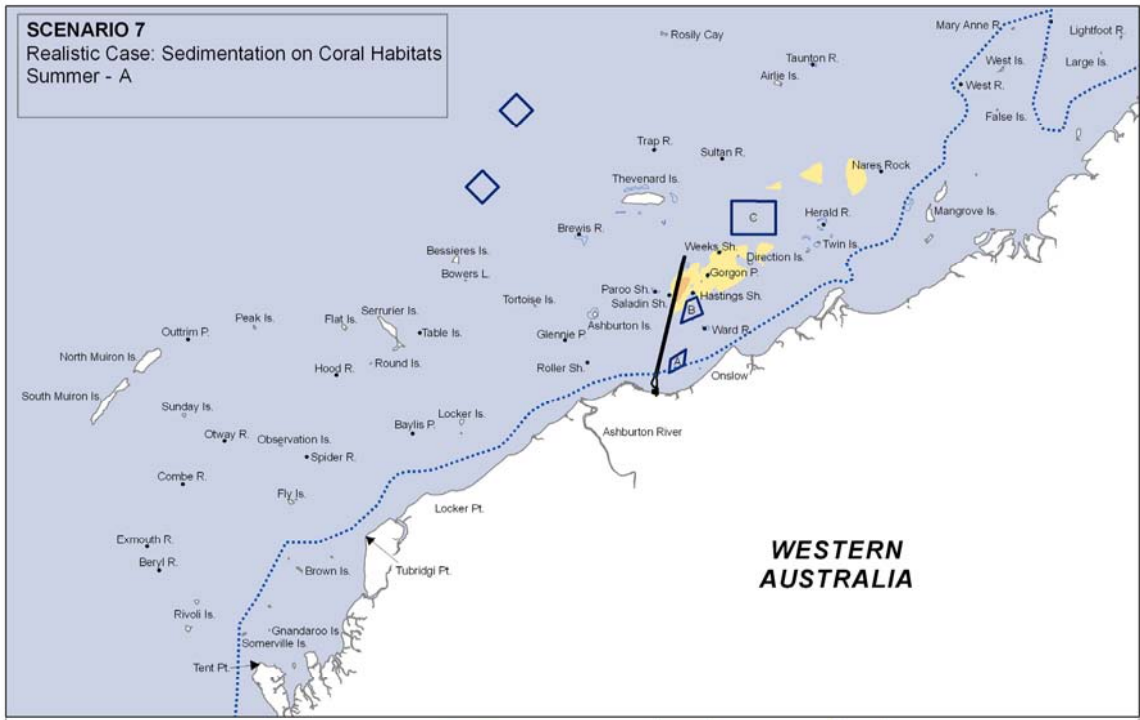 SCENARIO 7
Realistic Case: Sedimentation on Coral Habitats
Summer - A
Rosily Cay
Mary Anne R.
Lightfoot R.
Taunton R.
West Is.
Large Is.
Airlie Is.
West R.
False Is.
Trap R.
Sultan R.
Nares Rock
Thevenard Is.
C
Herald R.
Mangrove Is.
Brewis R.
Weeks Sh.
Twin Is.
Bessieres Is.
Direction Is.
Bowers L.
Gorgon P.
Paroo Sh.
Hastings Sh.
Saladin Sh.
Tortoise Is.
B
Serrurier Is.
Ashburton Is.
Peak Is.
Flat Is.
Outtrim P.
Table Is.
Glennie P.
Ward R.
North Muiron Is.
Round Is.
A
Hood R.
Roller Sh.
Onslow
South Muiron Is.
Sunday Is.
Locker Is.
Baylis P.
Ashburton River
Otway R.
Observation Is.
Spider R.
Combe R.
Fly Is.
Locker Pt.
Exmouth R.
WESTERN
AUSTRALIA
Beryl R.
Brown Is.
Tubridgi Pt.
Rivoli Is.
Gnandaroo Is.
Somerville Is.
Tent Pt.